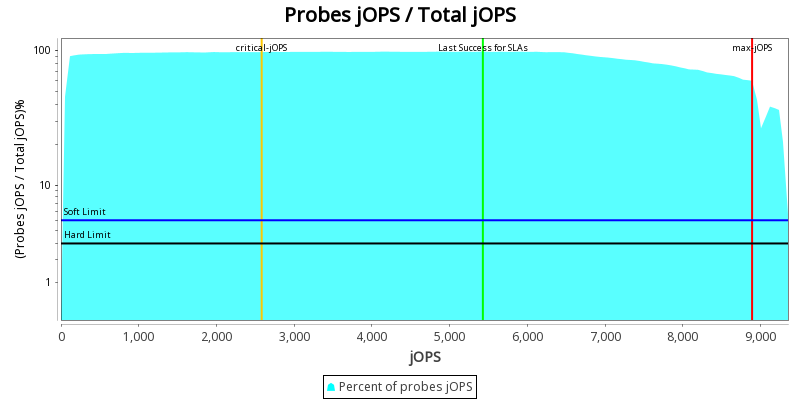 Probes jOPS / Total jOPS
(Probes jOPS / Total jOPS)%
100
10
1
critical-jOPS
Last Success for SLAs
max-jOPS
Soft Limit
Hard Limit
0
1,000
2,000
3,000
4,000
5,000
6,000
7,000
8,000
9,000
jOPS
Percent of probes jOPS